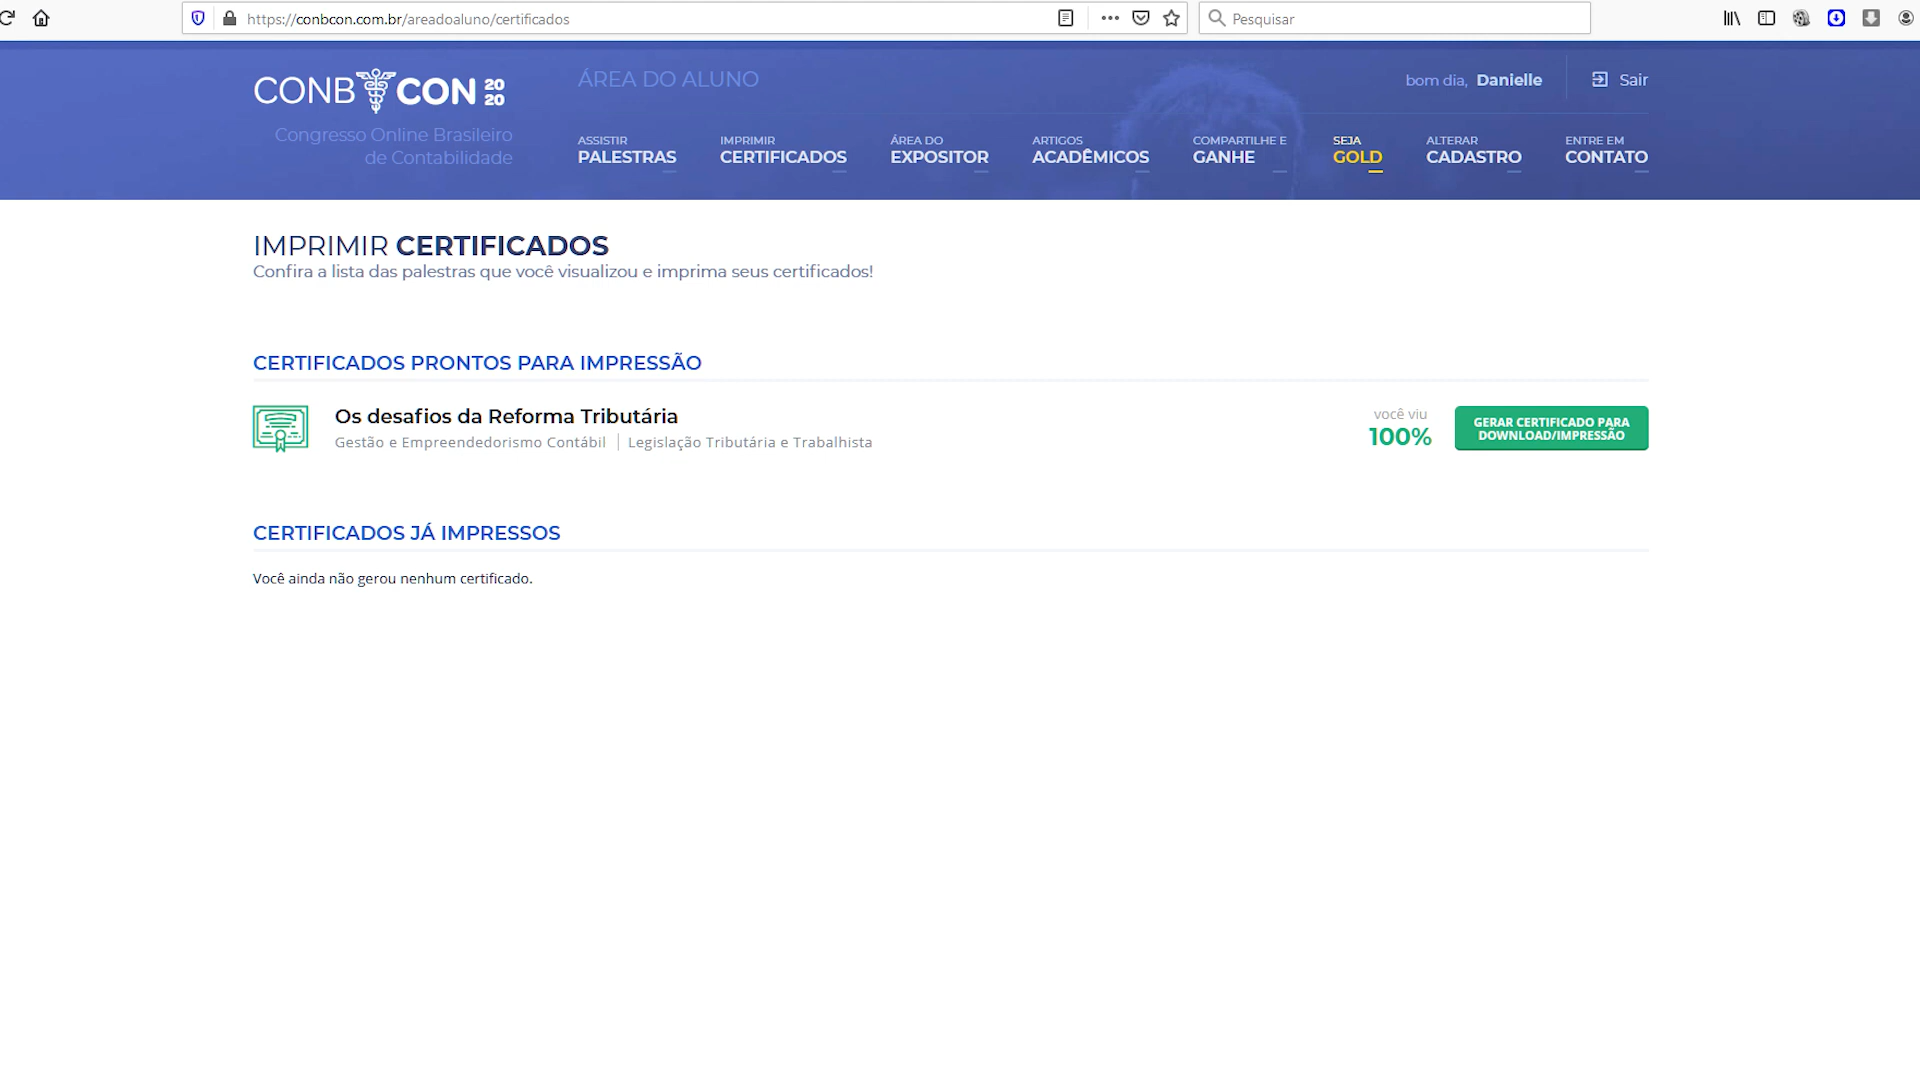 https://conbcon.com.br/areadoaluno/certificados
Pesquisar
CONB CON 20 20
Congresso Online Brasileiro
de Contabilidade
ÁREA DO ALUNO
bom dia, Danielle
Sair
ASSISTIR
PALESTRAS
IMPRIMIR
CERTIFICADOS
ÁREA DO
EXPOSITOR
ARTIGOS
ACADÊMICOS
COMPARTILHE E
GANHE
SEJA
GOLD
ALTERAR
CADASTRO
ENTRE EM
CONTATO
IMPRIMIR CERTIFICADOS
Confira a lista das palestras que você visualizou e imprima seus certificados!
CERTIFICADOS PRONTOS PARA IMPRESSÃO
Os desafios da Reforma Tributária
Gestão e Empreendedorismo Contábil | Legislação Tributária e Trabalhista
você viu
100%
GERAR CERTIFICADO PARA
DOWNLOAD/IMPRESSÃO
CERTIFICADOS JÁ IMPRESSOS
Você ainda não gerou nenhum certificado.